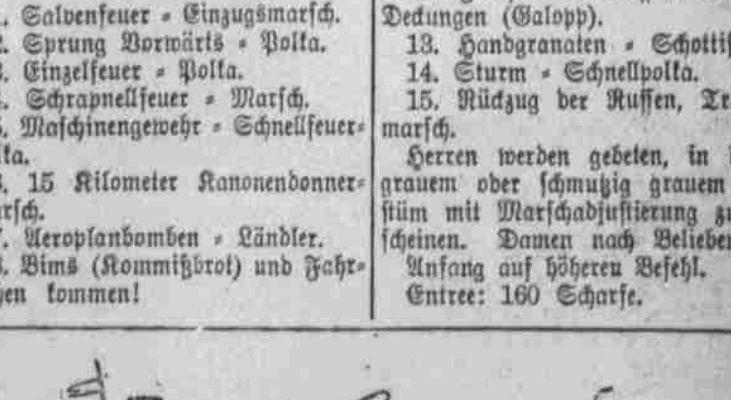 . Salvenfeuer - Einzugsmarsch.
. Sprung Vorwärts - Polka.
. Einzelfeuer - Polka.
. Schrapnellfeuer - Marsch.
. Maschinengewehr - Schnellfeuer-
ka.
. 15 Kilometer Kanonendonner-
rsch.
. Aeroplanbomben - Ländler.
. Bims (Kommißbrot) und Fahr-
gen kommen!
Deckungen (Galopp).
13. Handgranaten - Schottis
14. Sturm - Schnellpolka.
15. Rückzug der Russen, Tr
marsch.
Herren werden gebeten, in
grauem oder schmutzig grauem
stüm mit Marschadjustierung zu
scheinen. Damen nach Belieben
Anfang auf höheren Befehl.
Entree: 160 Scharfe.